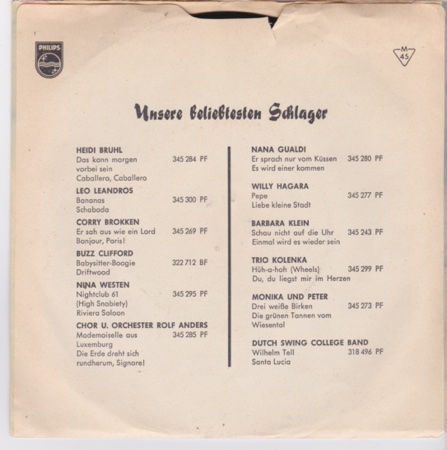 PHILIPS
M
45
Unsere beliebtesten Schlager
HEIDI BRUHL
Das kann morgen 345 284 PF
vorbei sein
Caballero, Caballero
LEO LEANDROS
Bananas 345 300 PF
Schabada
CORRY BROKKEN
Er sah aus wie ein Lord 345 269 PF
Bonjour, Paris!
BUZZ CLIFFORD
Babysitter-Boogie 322 712 BF
Driftwood
NINA WESTEN
Nightclub 61 345 295 PF
(High Snobiety)
Riviera Saloon
CHOR U. ORCHESTER ROLF ANDERS
Mademoiselle aus 345 285 PF
Luxemburg
Die Erde dreht sich
rundherum, Signore!
NANA GUALDI
Er sprach nur vom Küssen 345 280 PF
Es wird einer kommen
WILLY HAGARA
Pepe 345 277 PF
Liebe kleine Stadt
BARBARA KLEIN
Schau nicht auf die Uhr 345 243 PF
Einmal wird es wieder sein
TRIO KOLENKA
Hüh-a-hoh (Wheels) 345 299 PF
Du, du liegst mir im Herzen
MONIKA UND PETER
Drei weiße Birken 345 273 PF
Die grünen Tannen vom
Wiesental
DUTCH SWING COLLEGE BAND
Wilhelm Tell 318 496 PF
Santa Lucia